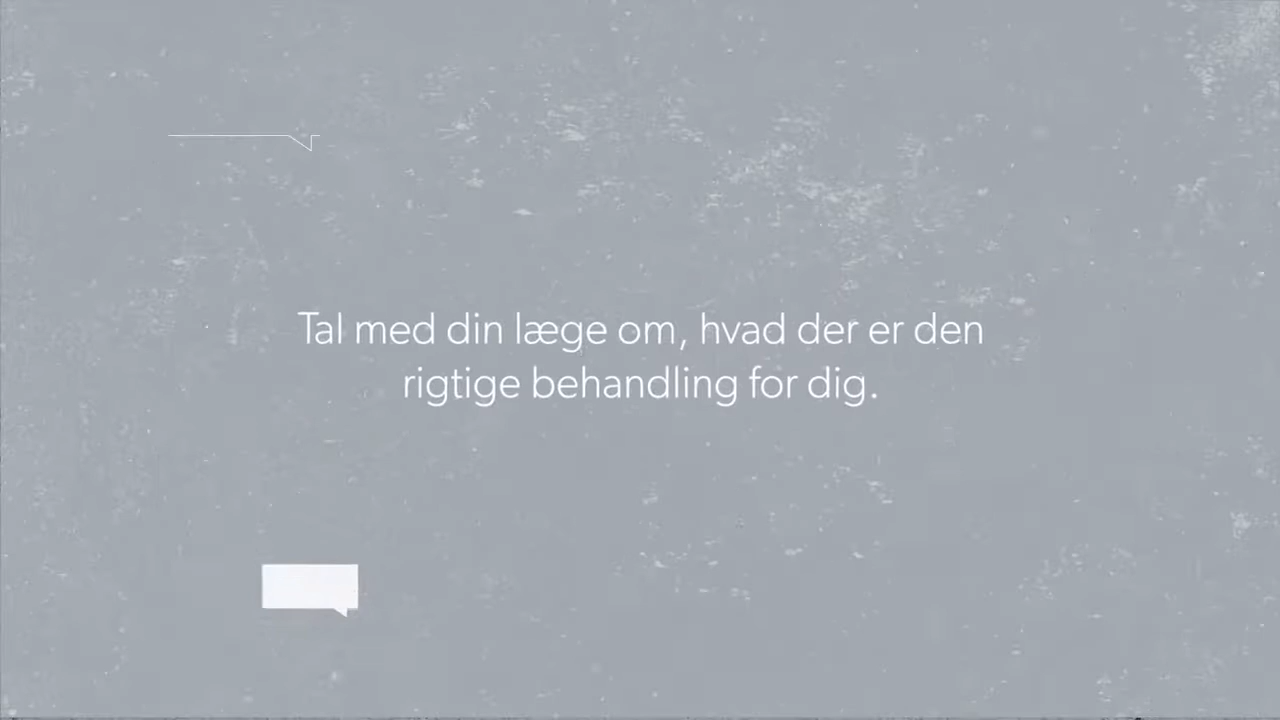 Tal med din læge om, hvad der er den
rigtige behandling for dig.